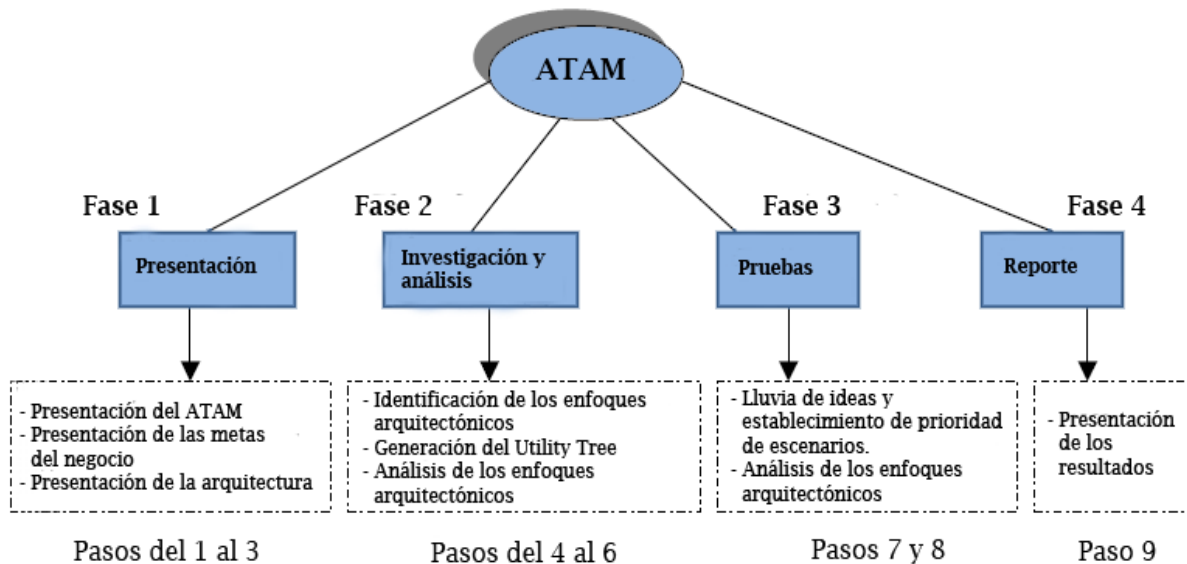 ATAM
Fase 1
Fase 2
Fase 3
Fase 4
Presentación
Investigación y
análisis
Pruebas
Reporte
- Presentación del ATAM
- Presentación de las metas
del negocio
- Presentación de la arquitectura
- Identificación de los enfoques
arquitectónicos
- Generación del Utility Tree
- Análisis de los enfoques
arquitectónicos
- Lluvia de ideas y
establecimiento de prioridad
de escenarios.
- Análisis de los enfoques
arquitectónicos
- Presentación
de los
resultados
Pasos del 1 al 3
Pasos del 4 al 6
Pasos 7 y 8
Paso 9